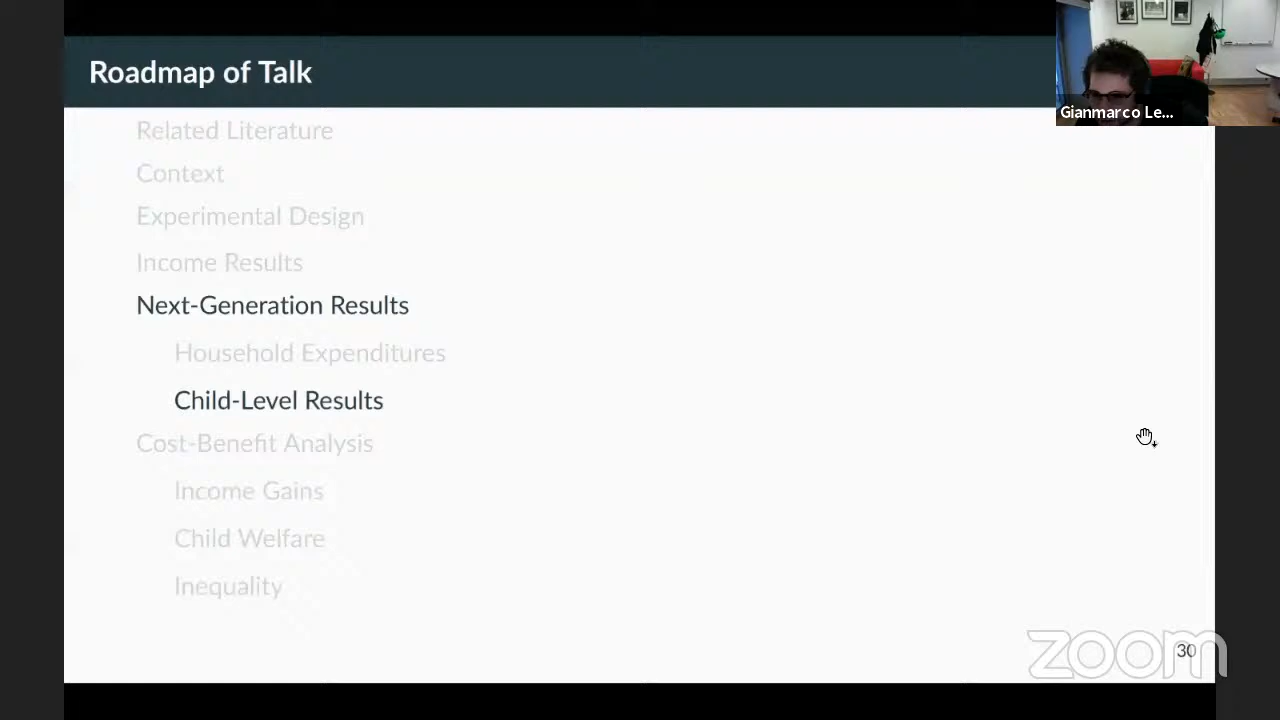 Roadmap of Talk
Gianmarco Le...
Related Literature
Context
Experimental Design
Income Results
Next-Generation Results
Household Expenditures
Child-Level Results
Cost-Benefit Analysis
Income Gains
Child Welfare
Inequality
zoom
30